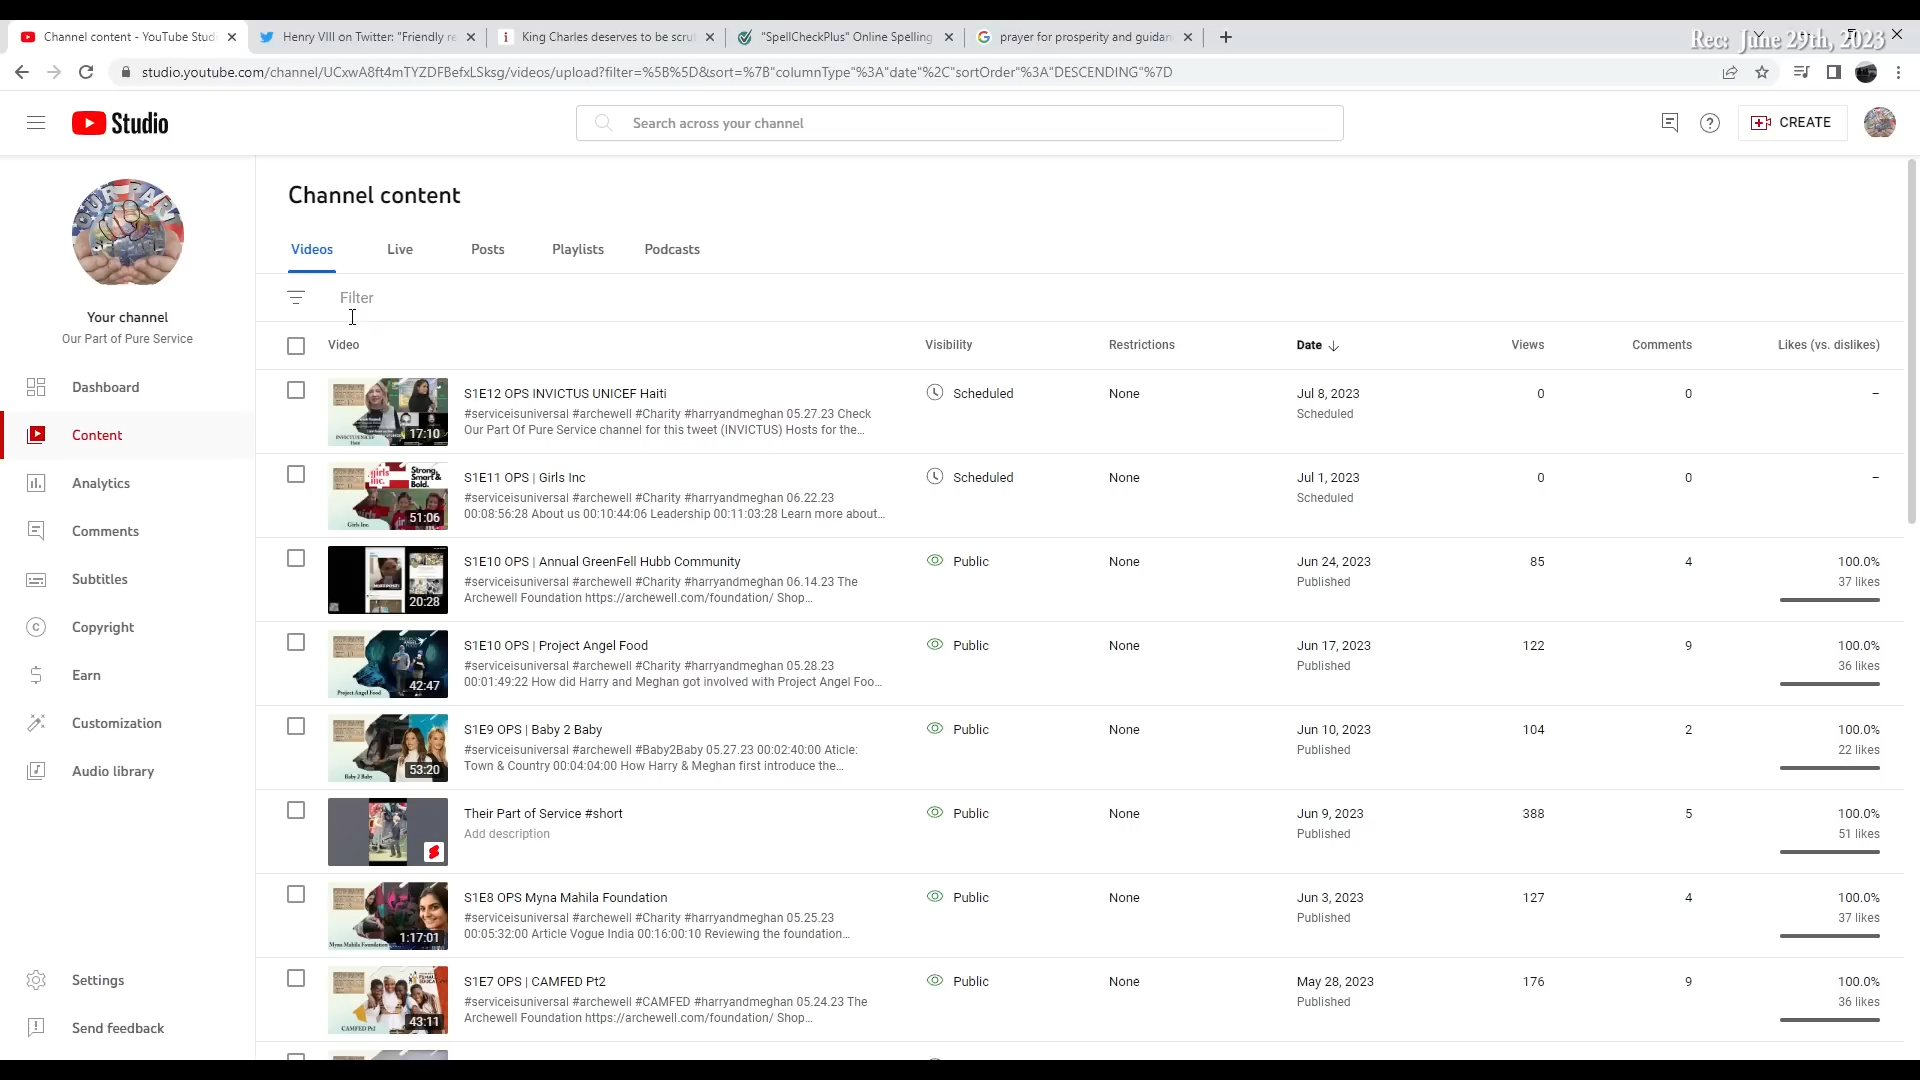 Channel content - YouTube Stud
Henry VIII on Twitter: "Friendly re
King Charles deserves to be scru
"SpellCheckPlus" Online Spelling
prayer for prosperity and guidan
Rec: June 29th, 2023
studio.youtube.com/channel/UCxwA8ft4mTYZDFBefxLSksg/videos/upload?filter=%5B%5D&sort=%7B"columnType"%3A"date"%2C"sortOrder"%3A"DESCENDING"%7D
Studio
Search across your channel
CREATE
Your channel
Our Part of Pure Service
Dashboard
Content
Analytics
Comments
Subtitles
Copyright
Earn
Customization
Audio library
Settings
Send feedback
Channel content
Videos Live Posts Playlists Podcasts
Filter
Video Visibility Restrictions Date Views Comments Likes (vs. dislikes)
17:10
S1E12 OPS INVICTUS UNICEF Haiti
#serviceisuniversal #archewell #Charity #harryandmeghan 05.27.23 Check
Our Part Of Pure Service channel for this tweet (INVICTUS) Hosts for the...
Scheduled None Jul 8, 2023 0 0 –
Scheduled
girls inc.
Strong, Smart & Bold.
Girls Inc.
51:06
S1E11 OPS | Girls Inc
#serviceisuniversal #archewell #Charity #harryandmeghan 06.22.23
00:08:56:28 About us 00:10:44:06 Leadership 00:11:03:28 Learn more about...
Scheduled None Jul 1, 2023 0 0 –
Scheduled
20:28
S1E10 OPS | Annual GreenFell Hubb Community
#serviceisuniversal #archewell #Charity #harryandmeghan 06.14.23 The
Archewell Foundation https://archewell.com/foundation/ Shop...
Public None Jun 24, 2023 85 4 100.0%
Published 37 likes
Project Angel Food
42:47
S1E10 OPS | Project Angel Food
#serviceisuniversal #archewell #Charity #harryandmeghan 05.28.23
00:01:49:22 How did Harry and Meghan got involved with Project Angel Foo...
Public None Jun 17, 2023 122 9 100.0%
Published 36 likes
Baby 2 Baby
53:20
S1E9 OPS | Baby 2 Baby
#serviceisuniversal #archewell #Baby2Baby 05.27.23 00:02:40:00 Aticle:
Town & Country 00:04:04:00 How Harry & Meghan first introduce the...
Public None Jun 10, 2023 104 2 100.0%
Published 22 likes
Their Part of Service #short
Add description
Public None Jun 9, 2023 388 5 100.0%
Published 51 likes
Myna Mahila Foundation
1:17:01
S1E8 OPS Myna Mahila Foundation
#serviceisuniversal #archewell #Charity #harryandmeghan 05.25.23
00:05:32:00 Article Vogue India 00:16:00:10 Reviewing the foundation...
Public None Jun 3, 2023 127 4 100.0%
Published 37 likes
CAMFED Pt2
43:11
S1E7 OPS | CAMFED Pt2
#serviceisuniversal #archewell #CAMFED #harryandmeghan 05.24.23 The
Archewell Foundation https://archewell.com/foundation/ Shop...
Public None May 28, 2023 176 9 100.0%
Published 36 likes